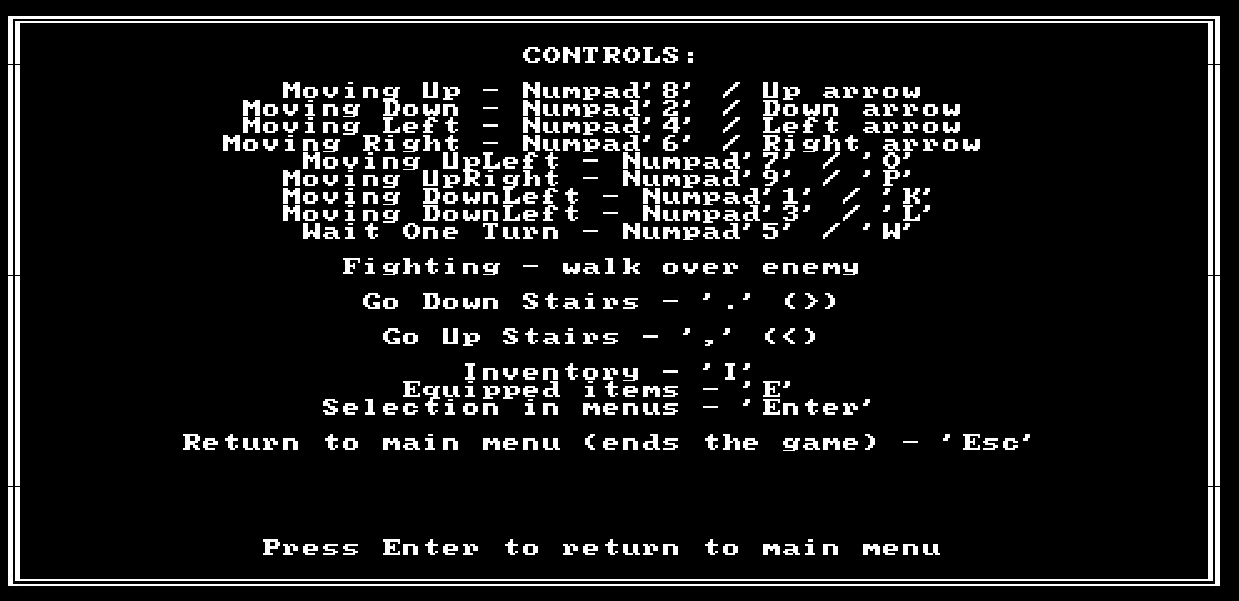 CONTROLS:
Moving Up - Numpad'8' / Up arrow
Moving Down - Numpad'2' / Down arrow
Moving Left - Numpad'4' / Left arrow
Moving Right - Numpad'6' / Right arrow
Moving UpLeft - Numpad'7' / 'O'
Moving UpRight - Numpad'9' / 'P'
Moving DownLeft - Numpad'1' / 'K'
Moving DownLeft - Numpad'3' / 'L'
Wait One Turn - Numpad'5' / 'W'
Fighting - walk over enemy
Go Down Stairs - '.' (>)
Go Up Stairs - ',' (<)
Inventory - 'I'
Equipped items - 'E'
Selection in menus - 'Enter'
Return to main menu (ends the game) - 'Esc'
Press Enter to return to main menu